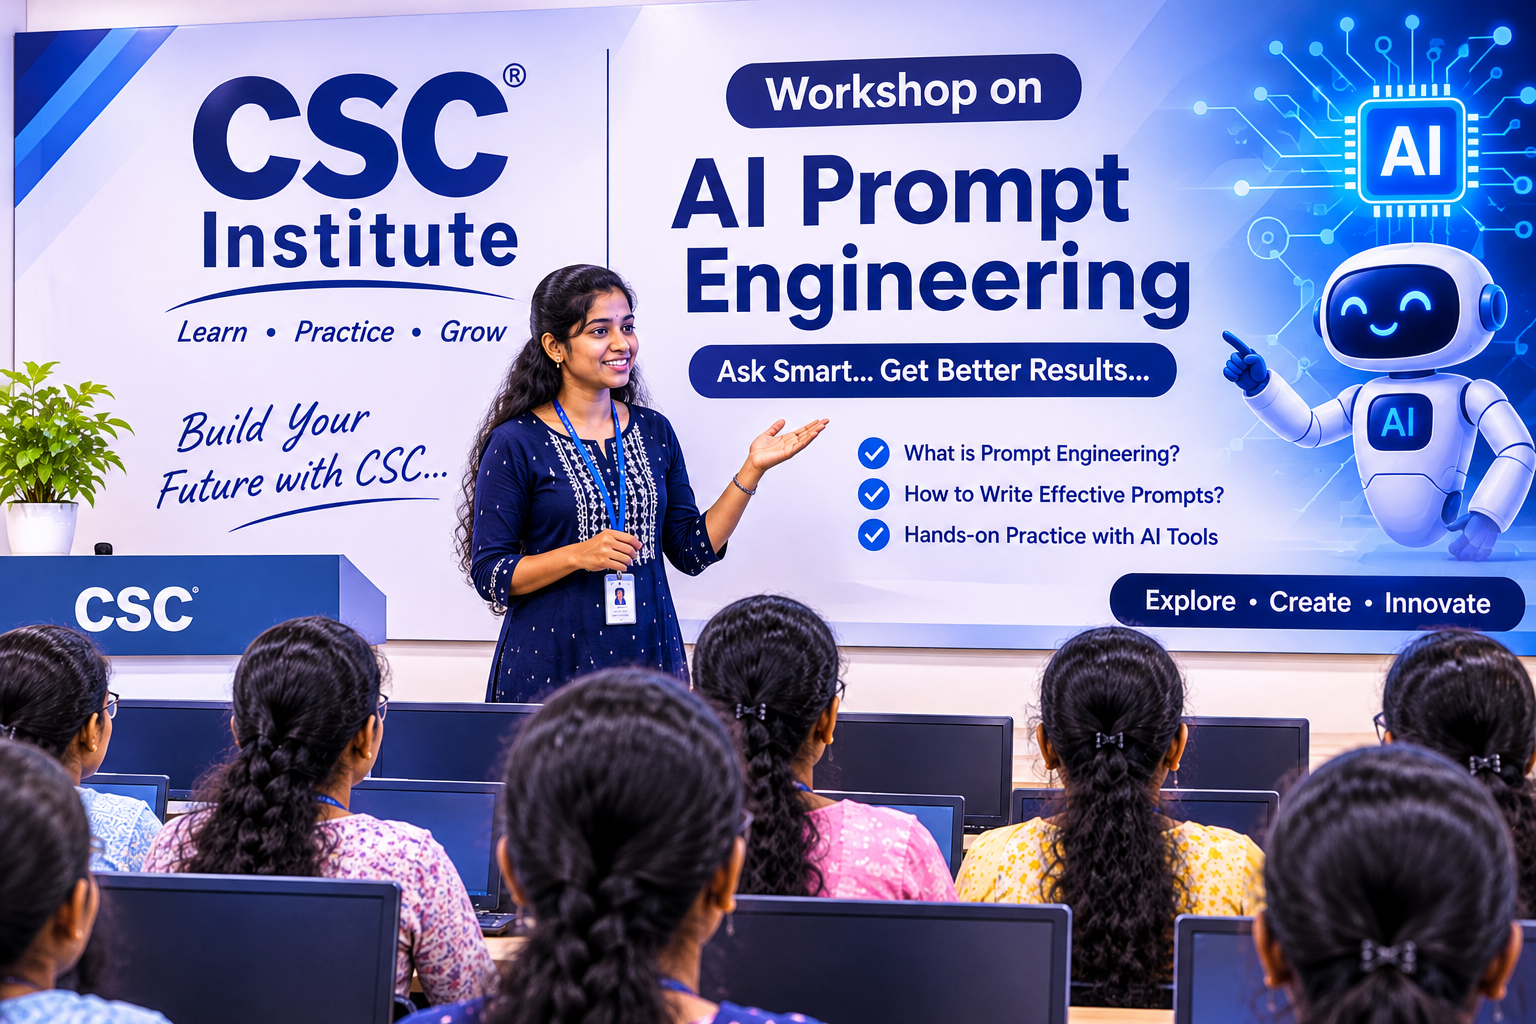 CSC®
Institute
Learn • Practice • Grow
Build Your
Future with CSC...
Workshop on
AI Prompt
Engineering
Ask Smart... Get Better Results...
What is Prompt Engineering?
How to Write Effective Prompts?
Hands-on Practice with AI Tools
Explore • Create • Innovate
AI
AI
CSC